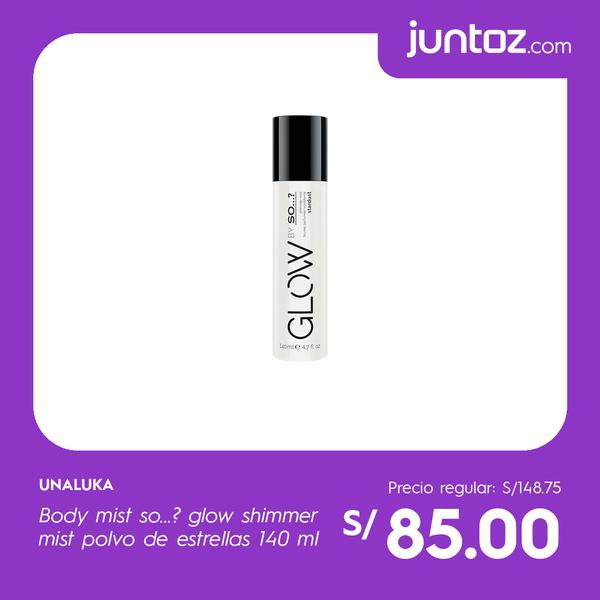 juntoz.com
GLOW BY SO...?
stardust
140ml e 4.7 fl. oz
UNALUKA
Body mist so...? glow shimmer
mist polvo de estrellas 140 ml
Precio regular: S/148.75
S/ 85.00